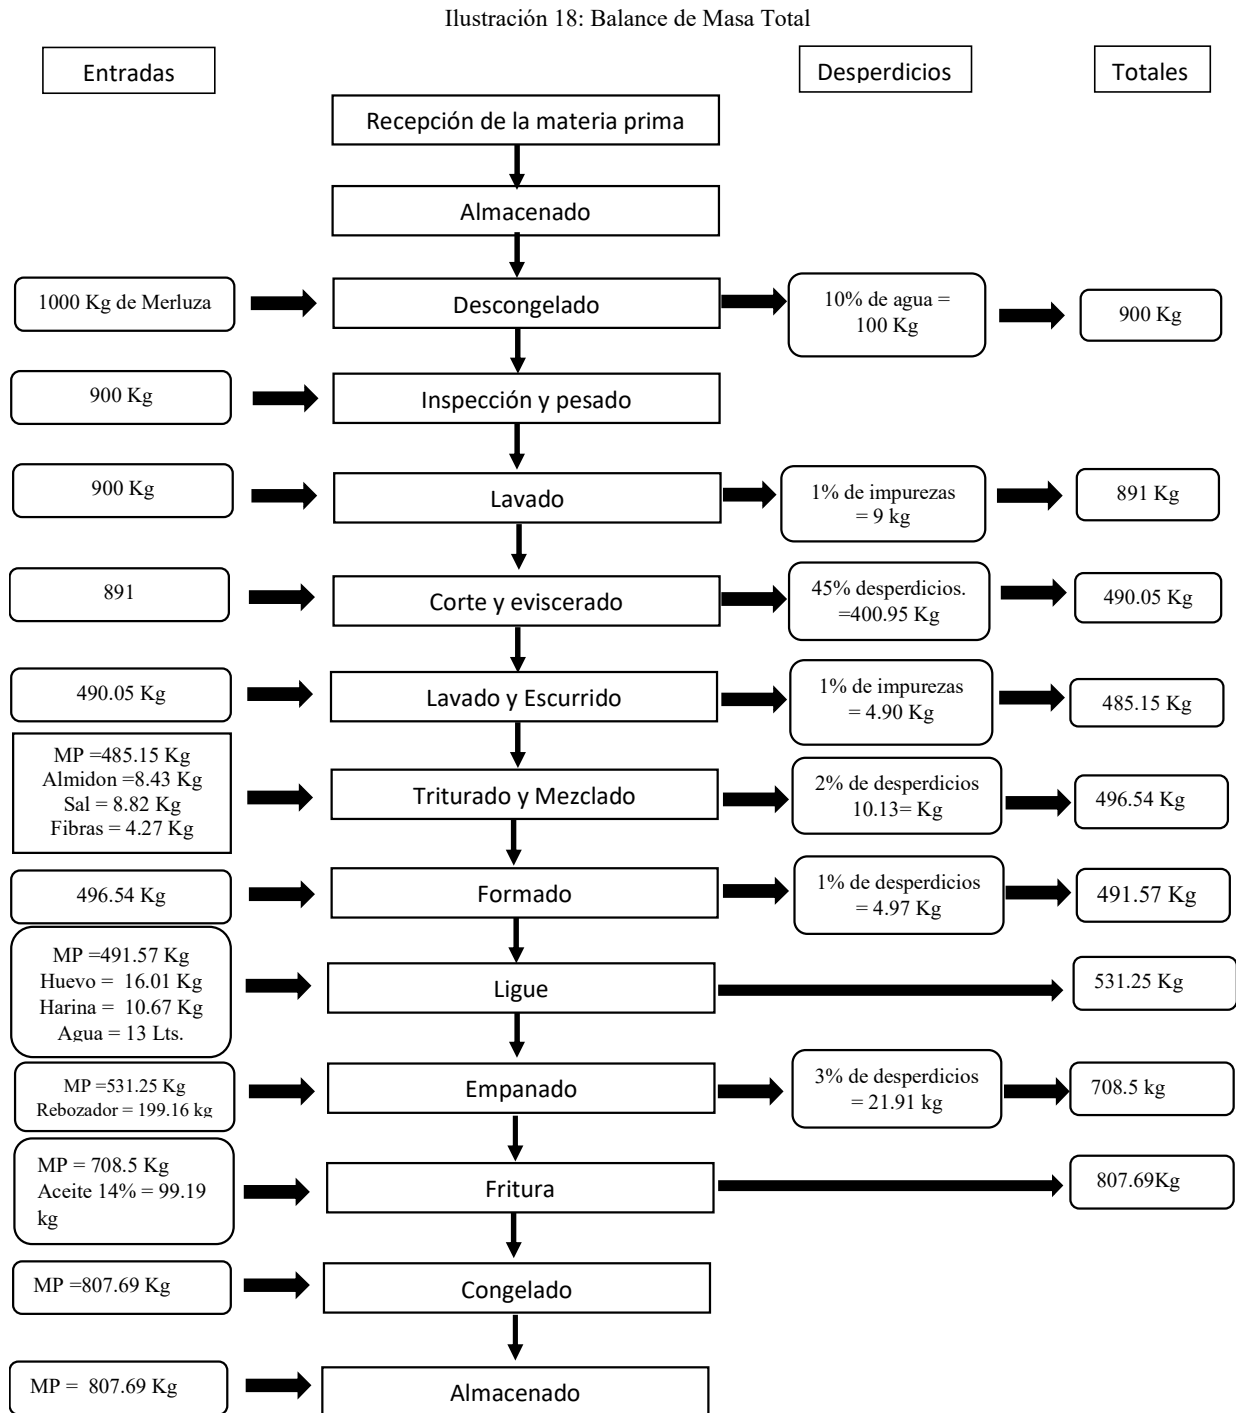 Ilustración 18: Balance de Masa Total
Entradas
Desperdicios
Totales
Recepción de la materia prima
Almacenado
1000 Kg de Merluza
Descongelado
10% de agua =
100 Kg
900 Kg
900 Kg
Inspección y pesado
900 Kg
Lavado
1% de impurezas
= 9 kg
891 Kg
891
Corte y eviscerado
45% desperdicios.
=400.95 Kg
490.05 Kg
490.05 Kg
Lavado y Escurrido
1% de impurezas
= 4.90 Kg
485.15 Kg
MP =485.15 Kg
Almidon =8.43 Kg
Sal = 8.82 Kg
Fibras = 4.27 Kg
Triturado y Mezclado
2% de desperdicios
10.13= Kg
496.54 Kg
496.54 Kg
Formado
1% de desperdicios
= 4.97 Kg
491.57 Kg
MP =491.57 Kg
Huevo = 16.01 Kg
Harina = 10.67 Kg
Agua = 13 Lts.
Ligue
531.25 Kg
MP =531.25 Kg
Rebozador = 199.16 kg
Empanado
3% de desperdicios
= 21.91 kg
708.5 kg
MP = 708.5 Kg
Aceite 14% = 99.19
kg
Fritura
807.69Kg
MP =807.69 Kg
Congelado
MP = 807.69 Kg
Almacenado